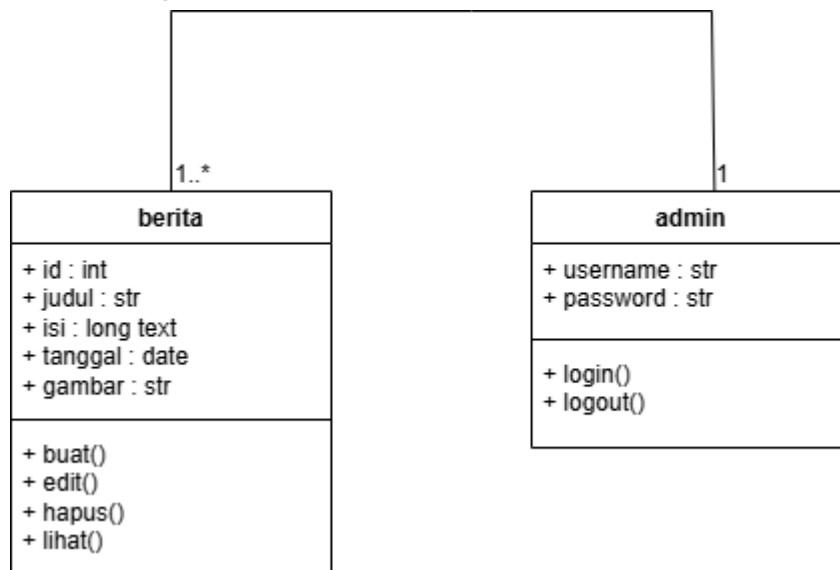 1..*
1
berita
+ id : int
+ judul : str
+ isi : long text
+ tanggal : date
+ gambar : str
+ buat()
+ edit()
+ hapus()
+ lihat()
admin
+ username : str
+ password : str
+ login()
+ logout()